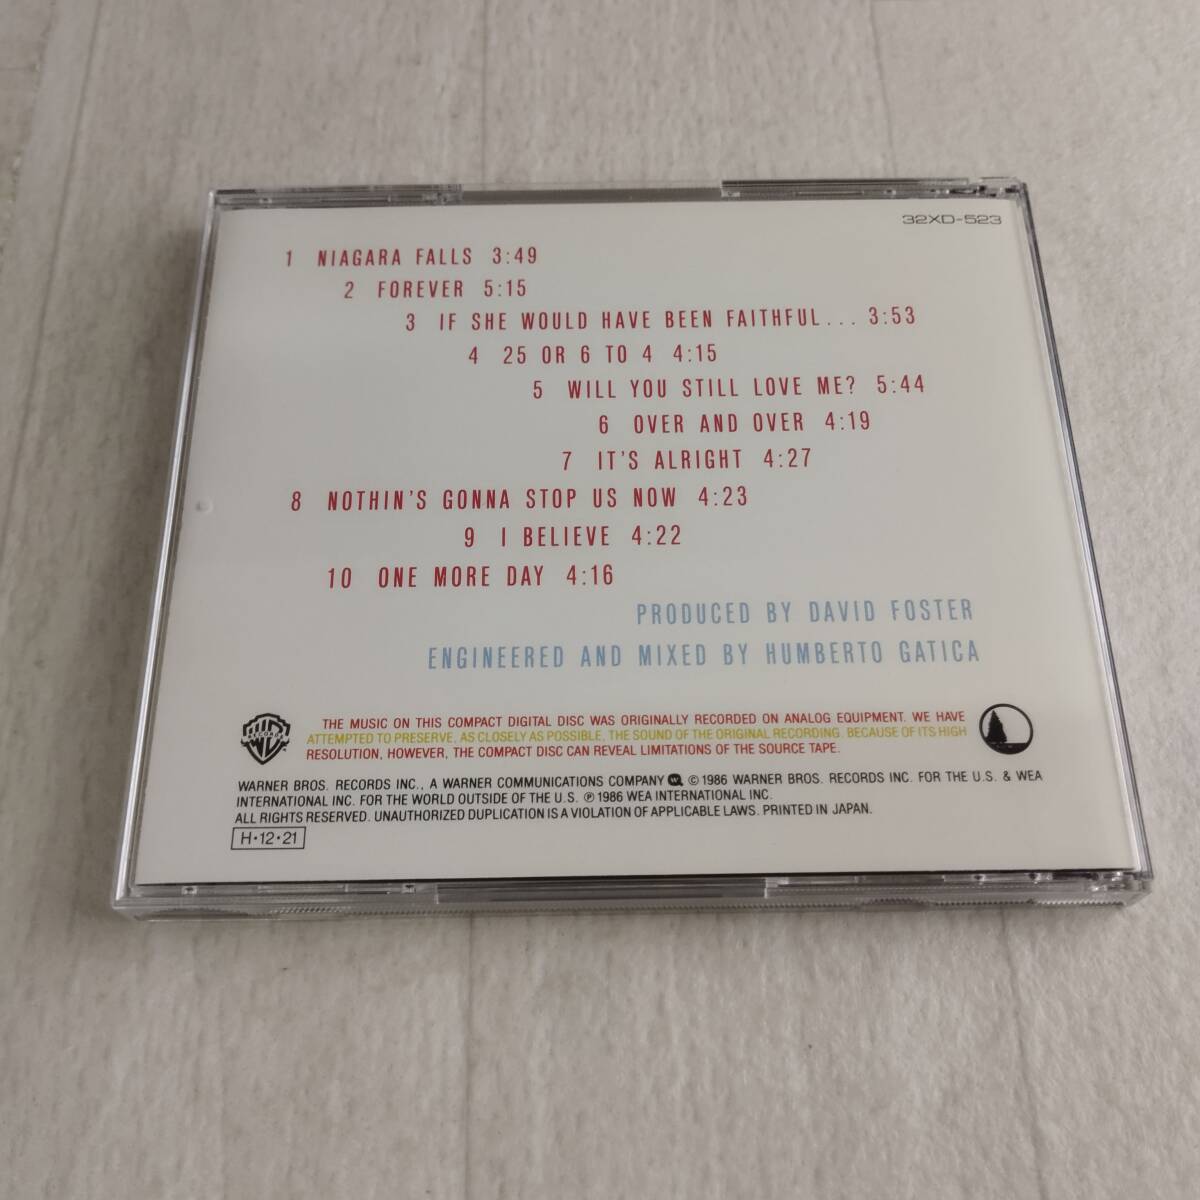 32XD-523
1 NIAGARA FALLS 3:49
2 FOREVER 5:15
3 IF SHE WOULD HAVE BEEN FAITHFUL... 3:53
4 25 OR 6 TO 4 4:15
5 WILL YOU STILL LOVE ME? 5:44
6 OVER AND OVER 4:19
7 IT'S ALRIGHT 4:27
8 NOTHIN'S GONNA STOP US NOW 4:23
9 I BELIEVE 4:22
10 ONE MORE DAY 4:16
PRODUCED BY DAVID FOSTER
ENGINEERED AND MIXED BY HUMBERTO GATICA
RECORDS
THE MUSIC ON THIS COMPACT DIGITAL DISC WAS ORIGINALLY RECORDED ON ANALOG EQUIPMENT. WE HAVE
ATTEMPTED TO PRESERVE, AS CLOSELY AS POSSIBLE, THE SOUND OF THE ORIGINAL RECORDING. BECAUSE OF ITS HIGH
RESOLUTION, HOWEVER, THE COMPACT DISC CAN REVEAL LIMITATIONS OF THE SOURCE TAPE.
WARNER BROS. RECORDS INC., A WARNER COMMUNICATIONS COMPANY © 1986 WARNER BROS. RECORDS INC. FOR THE U.S. & WEA
INTERNATIONAL INC. FOR THE WORLD OUTSIDE OF THE U.S. ℗ 1986 WEA INTERNATIONAL INC.
ALL RIGHTS RESERVED. UNAUTHORIZED DUPLICATION IS A VIOLATION OF APPLICABLE LAWS. PRINTED IN JAPAN.
H·12·21